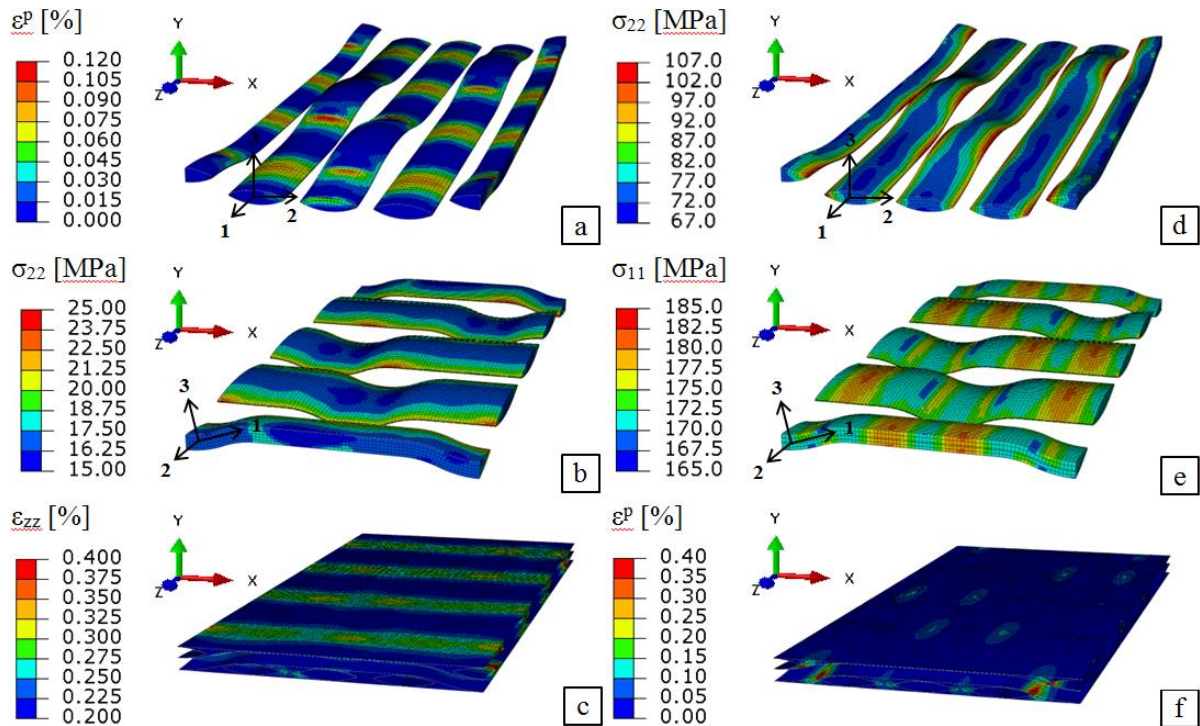 εᵖ [%]
0.120
0.105
0.090
0.075
0.060
0.045
0.030
0.015
0.000
Y
X
Z
3
2
1
a
σ₂₂ [MPa]
107.0
102.0
97.0
92.0
87.0
82.0
77.0
72.0
67.0
Y
X
Z
3
2
1
d
σ₂₂ [MPa]
25.00
23.75
22.50
21.25
20.00
18.75
17.50
16.25
15.00
Y
X
Z
3
1
2
b
σ₁₁ [MPa]
185.0
182.5
180.0
177.5
175.0
172.5
170.0
167.5
165.0
Y
X
Z
3
1
2
e
ε_zz [%]
0.400
0.375
0.350
0.325
0.300
0.275
0.250
0.225
0.200
Y
X
Z
c
εᵖ [%]
0.40
0.35
0.30
0.25
0.20
0.15
0.10
0.05
0.00
Y
X
Z
f